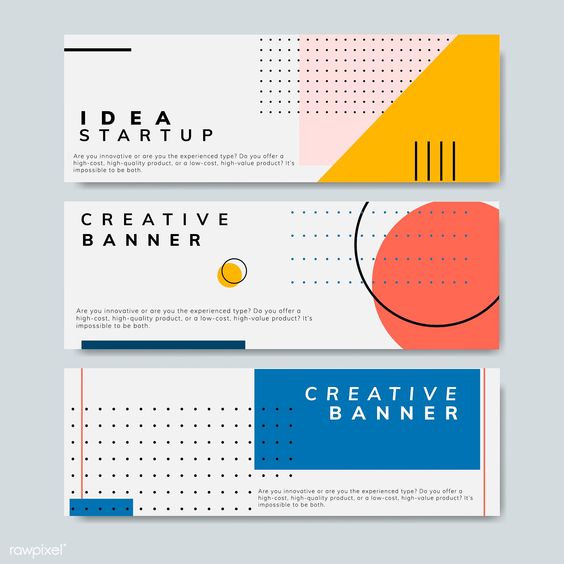 IDEA
STARTUP
Are you innovative or are you the experienced type? Do you offer a
high-cost, high-quality product, or a low-cost, high-value product? It's
impossible to be both.
CREATIVE
BANNER
Are you innovative or are you the experienced type? Do you offer a
high-cost, high-quality product, or a low-cost, high-value product? It's
impossible to be both.
CREATIVE
BANNER
Are you innovative or are you the experienced type? Do you offer a
high-cost, high-quality product, or a low-cost, high-value product? It's
impossible to be both.
rawpixel